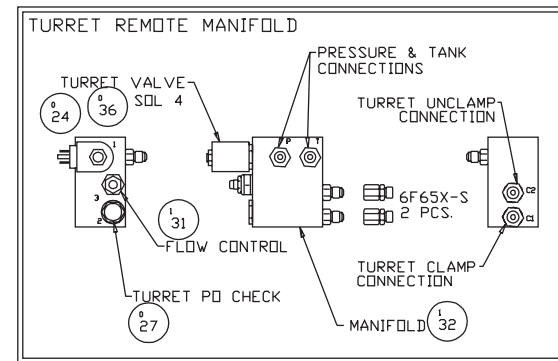 TURRET REMOTE MANIFOLD
PRESSURE & TANK
CONNECTIONS
TURRET VALVE
SOL 4
0
24
0
36
1
3
2
1
31
FLOW CONTROL
TURRET PO CHECK
0
27
P
T
6F65X-S
2 PCS.
MANIFOLD
1
32
TURRET UNCLAMP
CONNECTION
C2
C1
TURRET CLAMP
CONNECTION